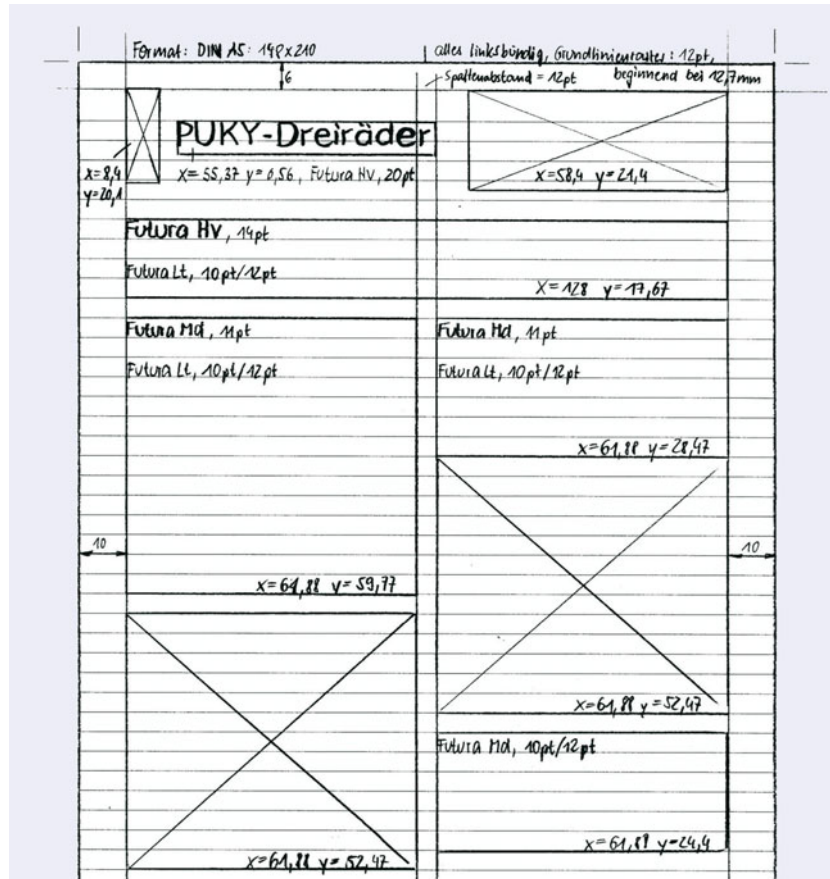 Format: DIN A5: 148x210
alles linksbündig, Grundlinienraster: 12pt,
beginnend bei 12,7mm
Spaltenabstand = 12pt
6
PUKY-Dreiräder
x= 8,4
y= 20,1
x= 55,37 y= 6,56, Futura Hv, 20pt
x= 58,4 y= 21,4
Futura Hv, 14pt
Futura Lt, 10pt/12pt
x= 128 y= 17,67
Futura Md, 11pt
Futura Lt, 10pt/12pt
x= 61,88 y= 59,77
x= 61,88 y= 52,47
Futura Md, 11pt
Futura Lt, 10pt/12pt
x= 61,88 y= 28,47
x= 61,88 y= 52,47
Futura Md, 10pt/12pt
x= 61,88 y= 24,4
10
10